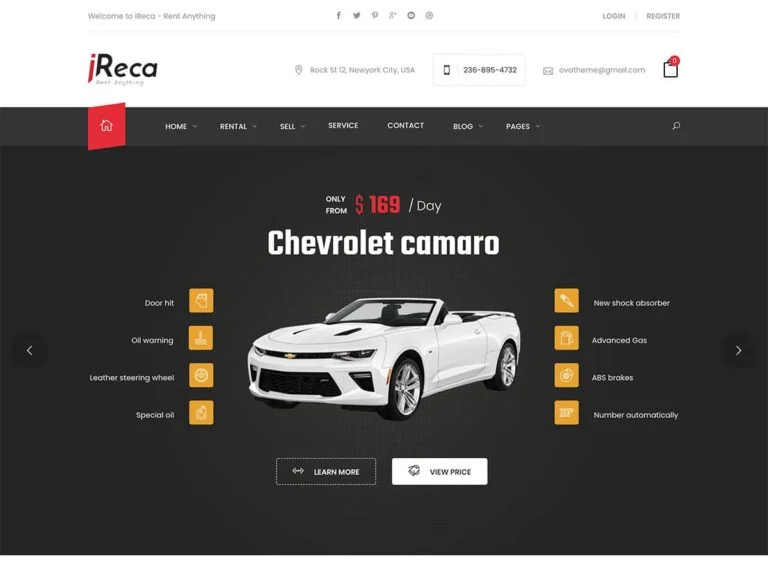 Welcome to iReca - Rent Anything
LOGIN
REGISTER
iReca
Rent Anything
Rock St 12, Newyork City, USA
236-895-4732
ovatheme@gmail.com
0
HOME
RENTAL
SELL
SERVICE
CONTACT
BLOG
PAGES
ONLY
FROM
$ 169 / Day
Chevrolet camaro
Door hit
Oil warning
Leather steering wheel
Special oil
New shock absorber
Advanced Gas
ABS brakes
Number automatically
LEARN MORE
VIEW PRICE